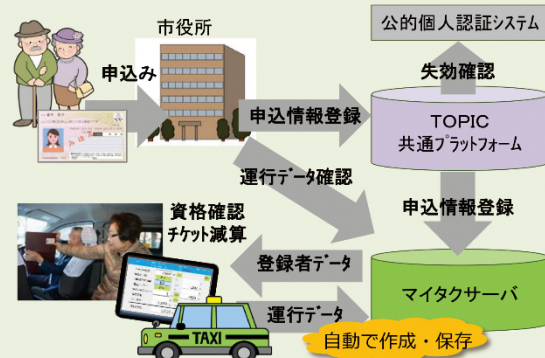 市役所
公的個人認証システム
申込み
失効確認
申込情報登録
TOPIC
共通プラットフォーム
運行データ確認
申込情報登録
資格確認
チケット減算
登録者データ
マイタクサーバ
運行データ
TAXI
自動で作成・保存